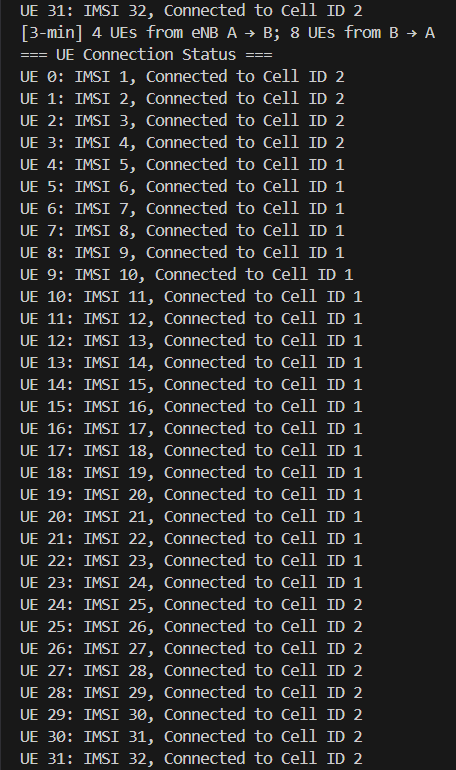 UE 31: IMSI 32, Connected to Cell ID 2
[3-min] 4 UEs from eNB A → B; 8 UEs from B → A
=== UE Connection Status ===
UE 0: IMSI 1, Connected to Cell ID 2
UE 1: IMSI 2, Connected to Cell ID 2
UE 2: IMSI 3, Connected to Cell ID 2
UE 3: IMSI 4, Connected to Cell ID 2
UE 4: IMSI 5, Connected to Cell ID 1
UE 5: IMSI 6, Connected to Cell ID 1
UE 6: IMSI 7, Connected to Cell ID 1
UE 7: IMSI 8, Connected to Cell ID 1
UE 8: IMSI 9, Connected to Cell ID 1
UE 9: IMSI 10, Connected to Cell ID 1
UE 10: IMSI 11, Connected to Cell ID 1
UE 11: IMSI 12, Connected to Cell ID 1
UE 12: IMSI 13, Connected to Cell ID 1
UE 13: IMSI 14, Connected to Cell ID 1
UE 14: IMSI 15, Connected to Cell ID 1
UE 15: IMSI 16, Connected to Cell ID 1
UE 16: IMSI 17, Connected to Cell ID 1
UE 17: IMSI 18, Connected to Cell ID 1
UE 18: IMSI 19, Connected to Cell ID 1
UE 19: IMSI 20, Connected to Cell ID 1
UE 20: IMSI 21, Connected to Cell ID 1
UE 21: IMSI 22, Connected to Cell ID 1
UE 22: IMSI 23, Connected to Cell ID 1
UE 23: IMSI 24, Connected to Cell ID 1
UE 24: IMSI 25, Connected to Cell ID 2
UE 25: IMSI 26, Connected to Cell ID 2
UE 26: IMSI 27, Connected to Cell ID 2
UE 27: IMSI 28, Connected to Cell ID 2
UE 28: IMSI 29, Connected to Cell ID 2
UE 29: IMSI 30, Connected to Cell ID 2
UE 30: IMSI 31, Connected to Cell ID 2
UE 31: IMSI 32, Connected to Cell ID 2